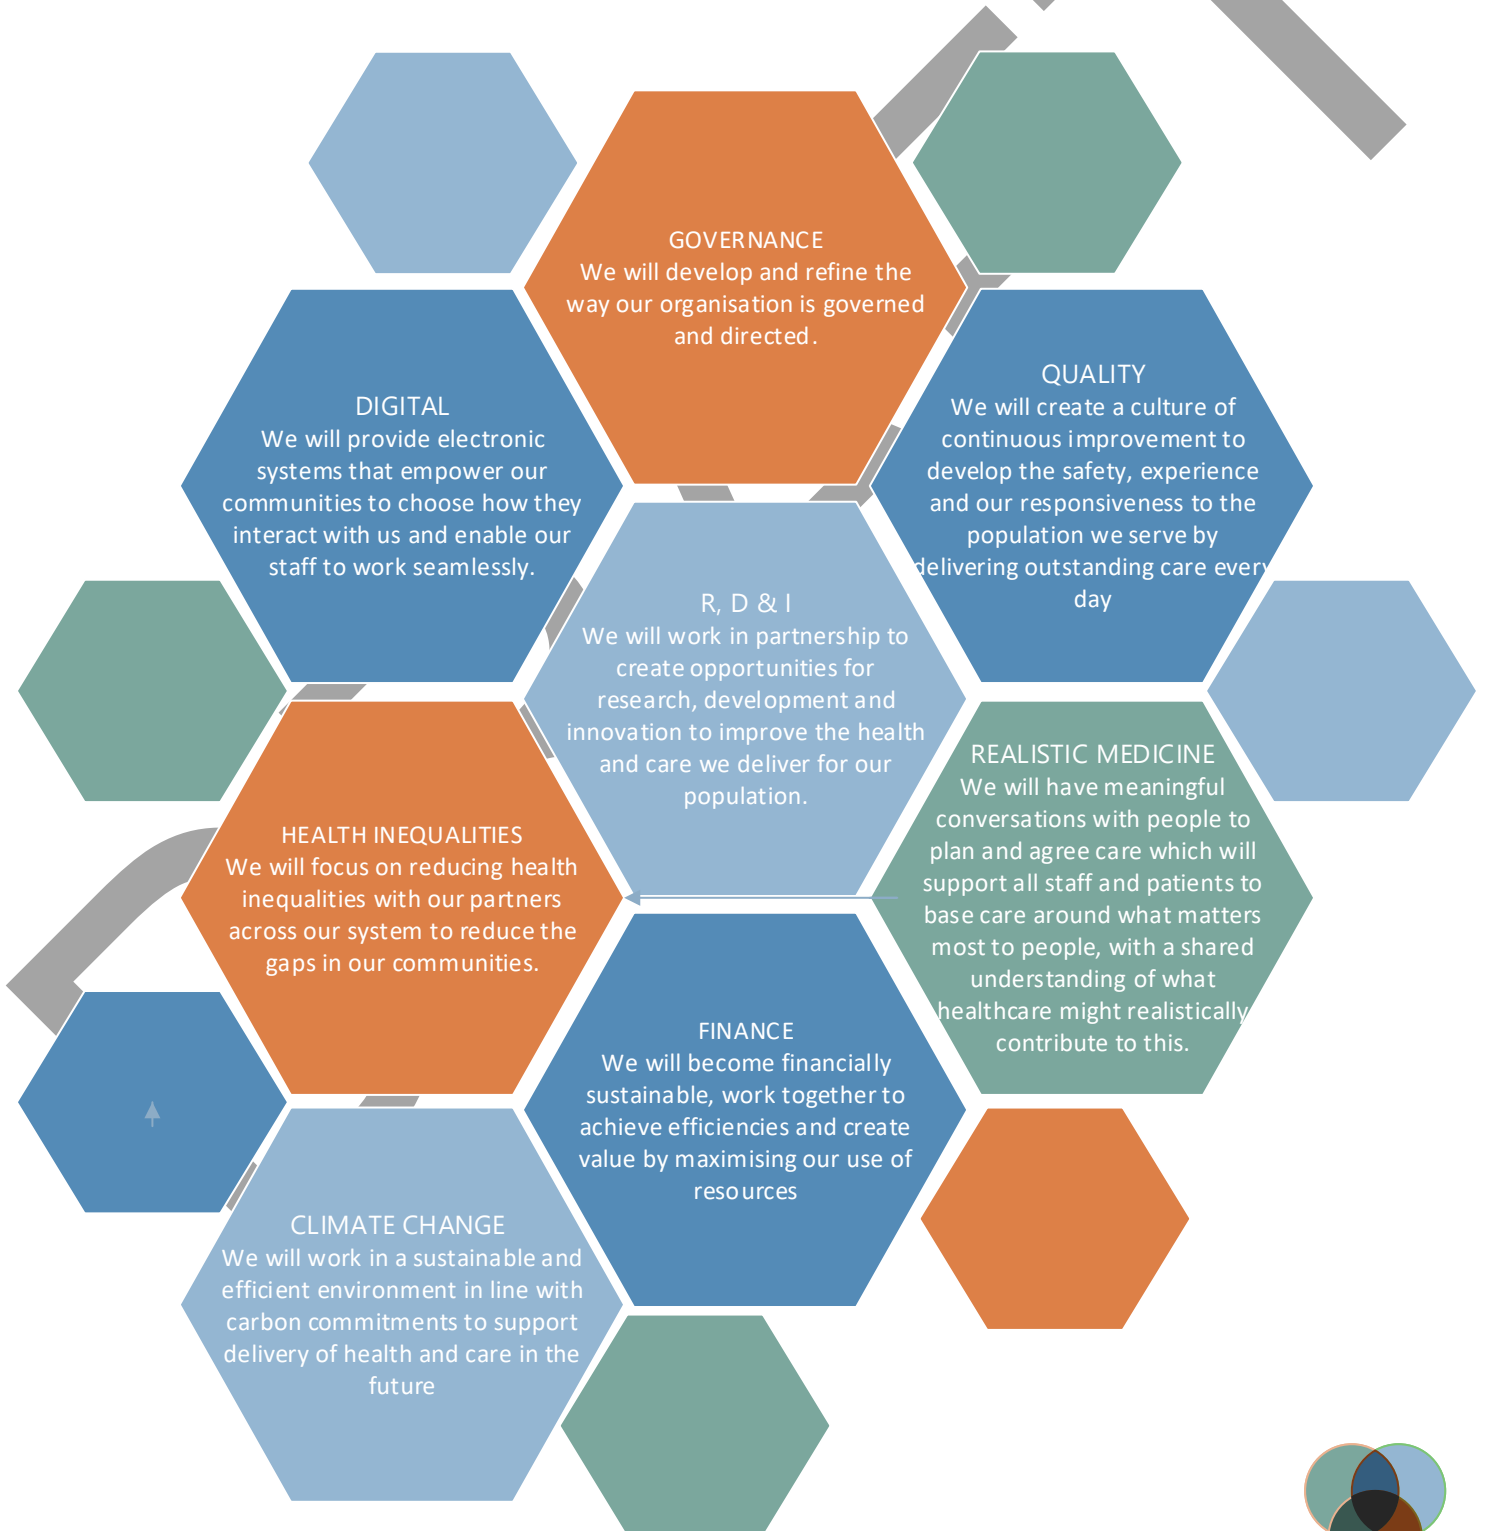 GOVERNANCE
We will develop and refine the
way our organisation is governed
and directed.
DIGITAL
We will provide electronic
systems that empower our
communities to choose how they
interact with us and enable our
staff to work seamlessly.
QUALITY
We will create a culture of
continuous improvement to
develop the safety, experience
and our responsiveness to the
population we serve by
delivering outstanding care every
day
R, D & I
We will work in partnership to
create opportunities for
research, development and
innovation to improve the health
and care we deliver for our
population.
REALISTIC MEDICINE
We will have meaningful
conversations with people to
plan and agree care which will
support all staff and patients to
base care around what matters
most to people, with a shared
understanding of what
healthcare might realistically
contribute to this.
HEALTH INEQUALITIES
We will focus on reducing health
inequalities with our partners
across our system to reduce the
gaps in our communities.
FINANCE
We will become financially
sustainable, work together to
achieve efficiencies and create
value by maximising our use of
resources
CLIMATE CHANGE
We will work in a sustainable and
efficient environment in line with
carbon commitments to support
delivery of health and care in the
future